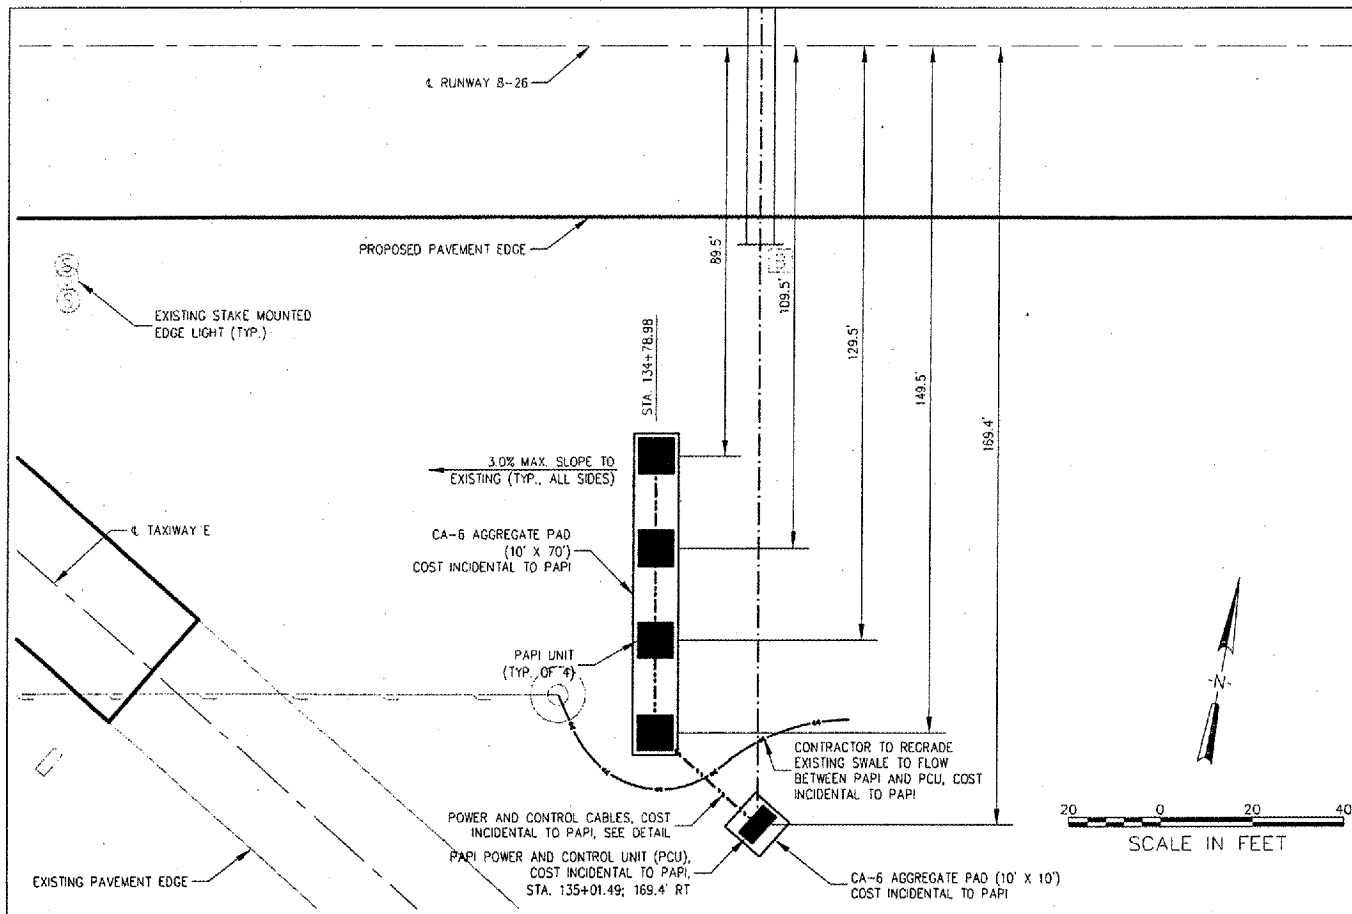 ℄ RUNWAY 8-26
PROPOSED PAVEMENT EDGE
EXISTING STAKE MOUNTED
EDGE LIGHT (TYP.)
89.5'
109.5'
129.5'
149.5'
169.4'
STA. 134+78.98
3.0% MAX. SLOPE TO
EXISTING (TYP., ALL SIDES)
℄ TAXIWAY E
CA-6 AGGREGATE PAD
(10' X 70')
COST INCIDENTAL TO PAPI
PAPI UNIT
(TYP. OF 4)
-N-
CONTRACTOR TO REGRADE
EXISTING SWALE TO FLOW
BETWEEN PAPI AND PCU, COST
INCIDENTAL TO PAPI
POWER AND CONTROL CABLES, COST
INCIDENTAL TO PAPI, SEE DETAIL
PAPI POWER AND CONTROL UNIT (PCU),
COST INCIDENTAL TO PAPI,
STA. 135+01.49; 169.4' RT
20 0 20 40
SCALE IN FEET
EXISTING PAVEMENT EDGE
CA-6 AGGREGATE PAD (10' X 10')
COST INCIDENTAL TO PAPI